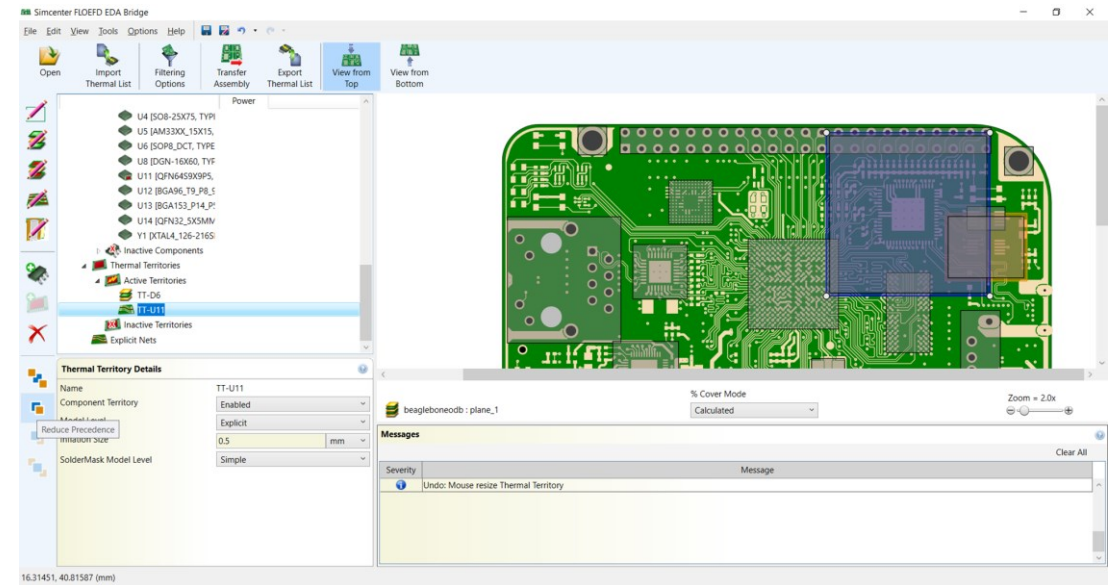 Simcenter FLOEFD EDA Bridge
File Edit View Tools Options Help
Open
Import Thermal List
Filtering Options
Transfer Assembly
Export Thermal List
View from Top
View from Bottom
Power
U4 [SO8-25X75, TYPI
U5 [AM33XX_15X15,
U6 [SOP8_DCT, TYPE
U8 [DGN-16X60, TYF
U11 [QFN64S9X9P5,
U12 [BGA96_T9_P8_S
U13 [BGA153_P14_P5
U14 [QFN32_5X5MM
Y1 [XTAL4_126-216S
Inactive Components
Thermal Territories
Active Territories
TT-D6
TT-U11
Inactive Territories
Explicit Nets
Thermal Territory Details
Name TT-U11
Component Territory Enabled
Model Level Explicit
Reduce Precedence
Inflation Size 0.5 mm
SolderMask Model Level Simple
beagleboneodb : plane_1
% Cover Mode
Calculated
Zoom = 2.0x
Messages
Clear All
Severity Message
Undo: Mouse resize Thermal Territory
16.31451, 40.81587 (mm)